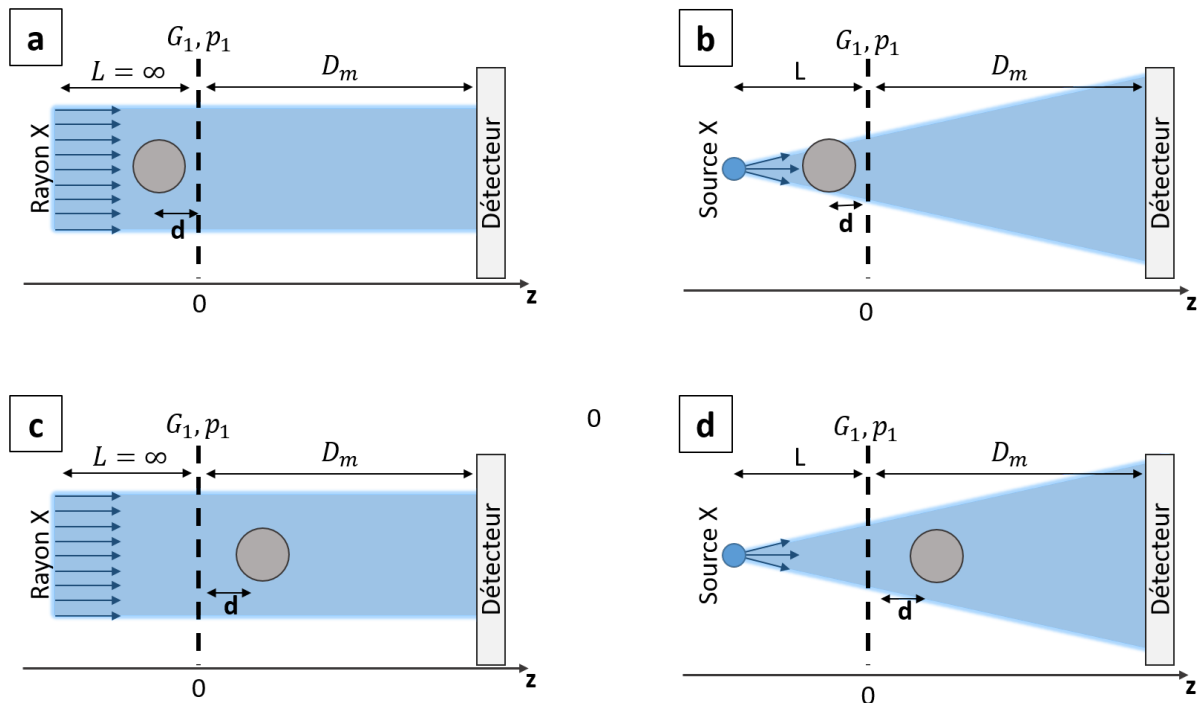 a
G₁, p₁
L = ∞
Dₘ
Rayon X
d
Détecteur
0
z
b
G₁, p₁
L
Dₘ
Source X
d
Détecteur
0
z
c
G₁, p₁
L = ∞
Dₘ
Rayon X
d
Détecteur
0
z
0
d
G₁, p₁
L
Dₘ
Source X
d
Détecteur
0
z